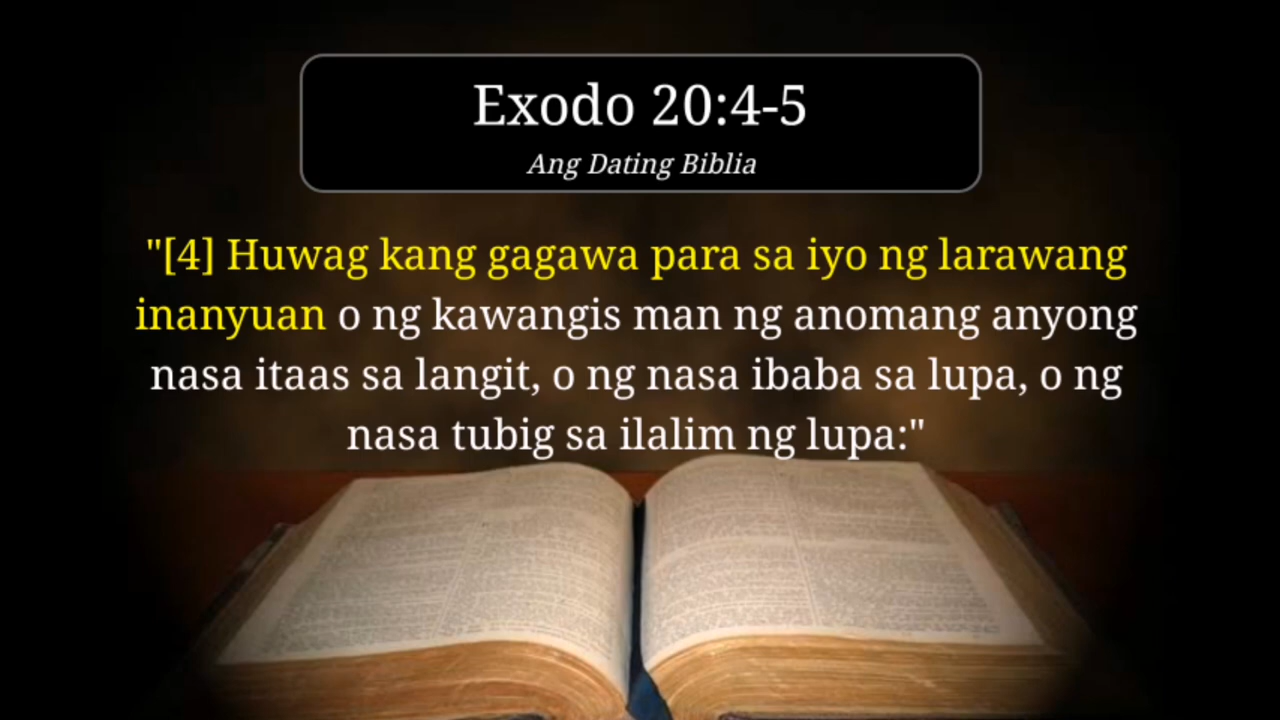 Exodo 20:4-5
Ang Dating Biblia
"[4] Huwag kang gagawa para sa iyo ng larawang
inanyuan o ng kawangis man ng anomang anyong
nasa itaas sa langit, o ng nasa ibaba sa lupa, o ng
nasa tubig sa ilalim ng lupa:"